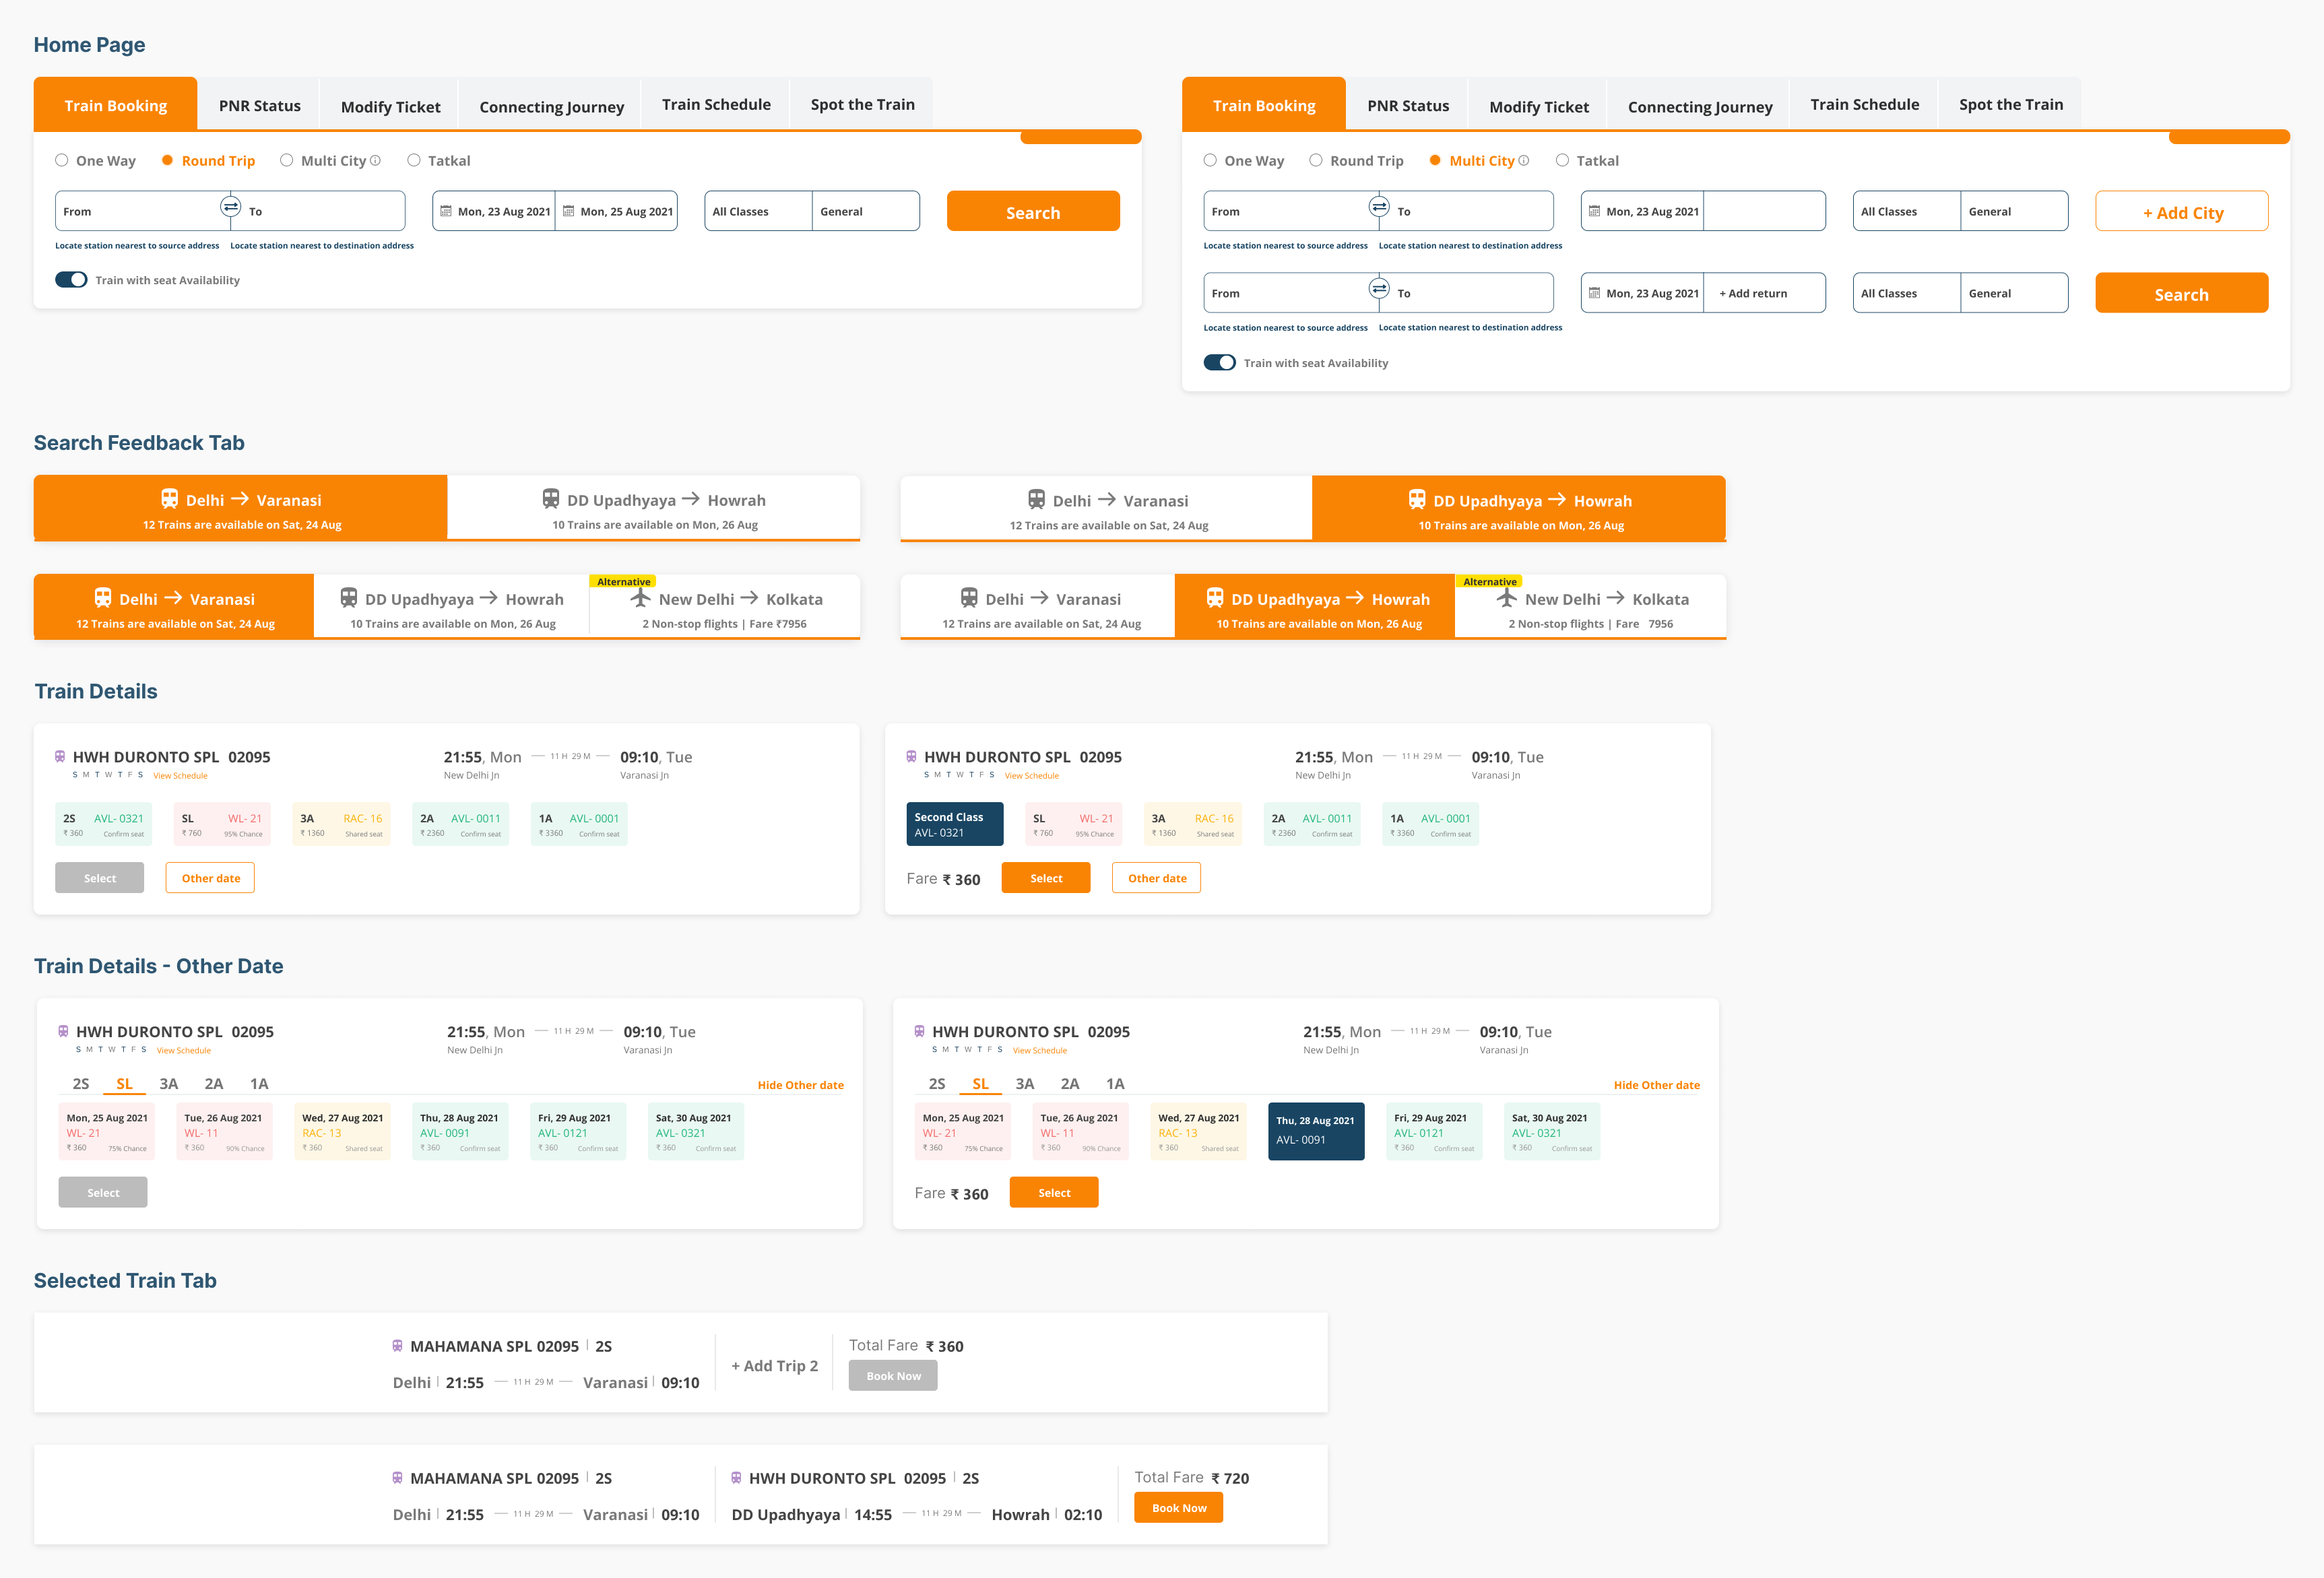 Home Page
Train Booking PNR Status Modify Ticket Connecting Journey Train Schedule Spot the Train
One Way Round Trip Multi City Tatkal
From To Mon, 23 Aug 2021 Mon, 25 Aug 2021 All Classes General Search
Locate station nearest to source address Locate station nearest to destination address
Train with seat Availability
Train Booking PNR Status Modify Ticket Connecting Journey Train Schedule Spot the Train
One Way Round Trip Multi City Tatkal
From To Mon, 23 Aug 2021 All Classes General + Add City
Locate station nearest to source address Locate station nearest to destination address
From To Mon, 23 Aug 2021 + Add return All Classes General Search
Locate station nearest to source address Locate station nearest to destination address
Train with seat Availability
Search Feedback Tab
Delhi → Varanasi DD Upadhyaya → Howrah
12 Trains are available on Sat, 24 Aug 10 Trains are available on Mon, 26 Aug
Delhi → Varanasi DD Upadhyaya → Howrah
12 Trains are available on Sat, 24 Aug 10 Trains are available on Mon, 26 Aug
Alternative
Delhi → Varanasi DD Upadhyaya → Howrah New Delhi → Kolkata
12 Trains are available on Sat, 24 Aug 10 Trains are available on Mon, 26 Aug 2 Non-stop flights | Fare ₹7956
Alternative
Delhi → Varanasi DD Upadhyaya → Howrah New Delhi → Kolkata
12 Trains are available on Sat, 24 Aug 10 Trains are available on Mon, 26 Aug 2 Non-stop flights | Fare 7956
Train Details
HWH DURONTO SPL 02095 21:55, Mon — 11 H 29 M — 09:10, Tue
S M T W T F S View Schedule New Delhi Jn Varanasi Jn
2S AVL- 0321 SL WL- 21 3A RAC- 16 2A AVL- 0011 1A AVL- 0001
₹ 360 Confirm seat ₹ 760 95% Chance ₹ 1360 Shared seat ₹ 2360 Confirm seat ₹ 3360 Confirm seat
Select Other date
HWH DURONTO SPL 02095 21:55, Mon — 11 H 29 M — 09:10, Tue
S M T W T F S View Schedule New Delhi Jn Varanasi Jn
Second Class SL WL- 21 3A RAC- 16 2A AVL- 0011 1A AVL- 0001
AVL- 0321 ₹ 760 95% Chance ₹ 1360 Shared seat ₹ 2360 Confirm seat ₹ 3360 Confirm seat
Fare ₹ 360 Select Other date
Train Details - Other Date
HWH DURONTO SPL 02095 21:55, Mon — 11 H 29 M — 09:10, Tue
S M T W T F S View Schedule New Delhi Jn Varanasi Jn
2S SL 3A 2A 1A Hide Other date
Mon, 25 Aug 2021 Tue, 26 Aug 2021 Wed, 27 Aug 2021 Thu, 28 Aug 2021 Fri, 29 Aug 2021 Sat, 30 Aug 2021
WL- 21 WL- 11 RAC- 13 AVL- 0091 AVL- 0121 AVL- 0321
₹ 360 75% Chance ₹ 360 90% Chance ₹ 360 Shared seat ₹ 360 Confirm seat ₹ 360 Confirm seat ₹ 360 Confirm seat
Select
HWH DURONTO SPL 02095 21:55, Mon — 11 H 29 M — 09:10, Tue
S M T W T F S View Schedule New Delhi Jn Varanasi Jn
2S SL 3A 2A 1A Hide Other date
Mon, 25 Aug 2021 Tue, 26 Aug 2021 Wed, 27 Aug 2021 Thu, 28 Aug 2021 Fri, 29 Aug 2021 Sat, 30 Aug 2021
WL- 21 WL- 11 RAC- 13 AVL- 0091 AVL- 0121 AVL- 0321
₹ 360 75% Chance ₹ 360 90% Chance ₹ 360 Shared seat ₹ 360 Confirm seat ₹ 360 Confirm seat
Fare ₹ 360 Select
Selected Train Tab
MAHAMANA SPL 02095 | 2S + Add Trip 2 Total Fare ₹ 360
Delhi | 21:55 — 11 H 29 M — Varanasi | 09:10 Book Now
MAHAMANA SPL 02095 | 2S HWH DURONTO SPL 02095 | 2S Total Fare ₹ 720
Delhi | 21:55 — 11 H 29 M — Varanasi | 09:10 DD Upadhyaya | 14:55 — 11 H 29 M — Howrah | 02:10 Book Now